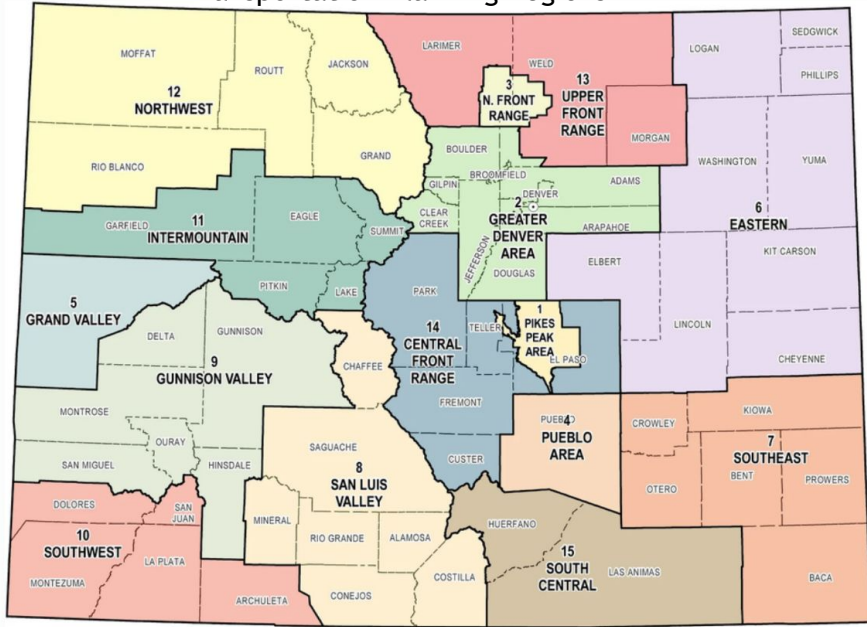 MOFFAT
ROUTT
JACKSON
12
NORTHWEST
RIO BLANCO
GRAND
LARIMER
WELD
3
N. FRONT
RANGE
13
UPPER
FRONT
RANGE
MORGAN
LOGAN
SEDGWICK
PHILLIPS
WASHINGTON
YUMA
6
EASTERN
KIT CARSON
ELBERT
LINCOLN
CHEYENNE
BOULDER
BROOMFIELD
GILPIN
DENVER
ADAMS
CLEAR
CREEK
2
GREATER
DENVER
AREA
ARAPAHOE
JEFFERSON
DOUGLAS
GARFIELD
11
INTERMOUNTAIN
EAGLE
SUMMIT
PITKIN
LAKE
5
GRAND VALLEY
DELTA
GUNNISON
9
GUNNISON VALLEY
MONTROSE
OURAY
SAN MIGUEL
HINSDALE
PARK
14
CENTRAL
FRONT
RANGE
TELLER
1
PIKES
PEAK
AREA
EL PASO
FREMONT
CUSTER
CHAFFEE
SAGUACHE
8
SAN LUIS
VALLEY
MINERAL
RIO GRANDE
ALAMOSA
CONEJOS
COSTILLA
PUEBLO
4
PUEBLO
AREA
CROWLEY
KIOWA
7
SOUTHEAST
OTERO
BENT
PROWERS
BACA
DOLORES
SAN
JUAN
10
SOUTHWEST
LA PLATA
MONTEZUMA
ARCHULETA
HUERFANO
15
SOUTH
CENTRAL
LAS ANIMAS